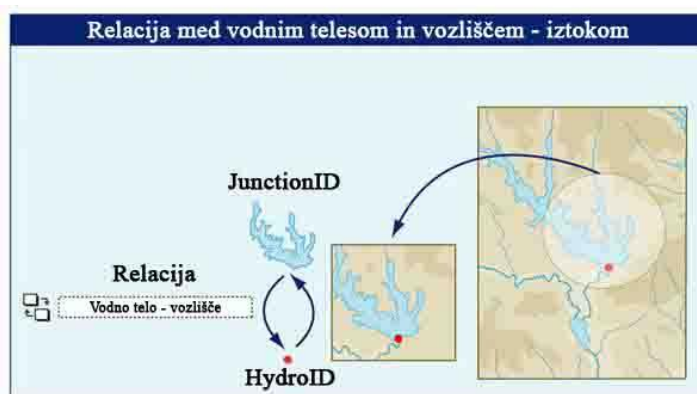 Relacija med vodnim telesom in vozliščem - iztokom
JunctionID
Relacija
Vodno telo - vozlišče
HydroID